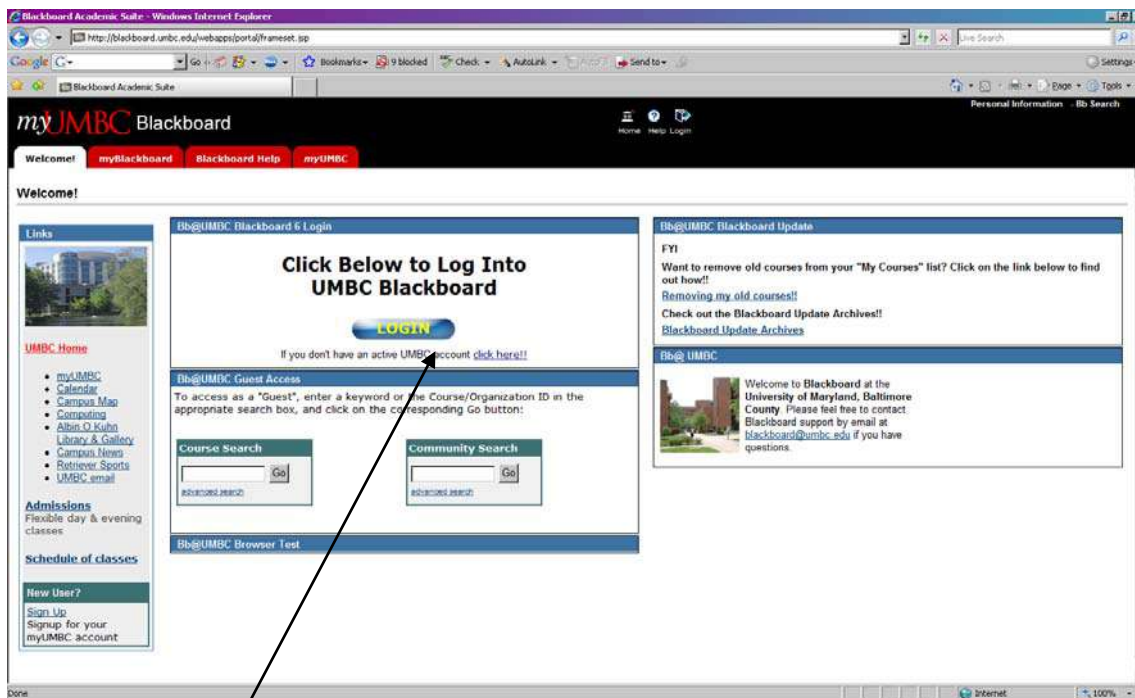 Blackboard Academic Suite - Windows Internet Explorer
http://blackboard.umbc.edu/webapps/portal/frameset.jsp
Live Search
Google
Go
Bookmarks
9 blocked
Check
AutoLink
Send to
Settings
Blackboard Academic Suite
Page
Tools
Personal Information
Bb Search
myUMBC Blackboard
Home Help Login
Welcome! myBlackboard Blackboard Help myUMBC
Welcome!
Links
UMBC Home
myUMBC
Calendar
Campus Map
Computing
Albin O Kuhn
Library & Gallery
Campus News
Retriever Sports
UMBC email
Admissions
Flexible day & evening
classes
Schedule of classes
New User?
Sign Up
Signup for your
myUMBC account
Bb@UMBC Blackboard 6 Login
Click Below to Log Into
UMBC Blackboard
LOGIN
If you don't have an active UMBC account click here!!
Bb@UMBC Guest Access
To access as a "Guest", enter a keyword or the Course/Organization ID in the
appropriate search box, and click on the corresponding Go button:
Course Search
Go
advanced search
Community Search
Go
advanced search
Bb@UMBC Browser Test
Bb@UMBC Blackboard Update
FYI
Want to remove old courses from your "My Courses" list? Click on the link below to find
out how!!
Removing my old courses!!
Check out the Blackboard Update Archives!!
Blackboard Update Archives
Bb@ UMBC
Welcome to Blackboard at the
University of Maryland, Baltimore
County. Please feel free to contact
Blackboard support by email at
blackboard@umbc.edu if you have
questions.
Done
Internet
100%